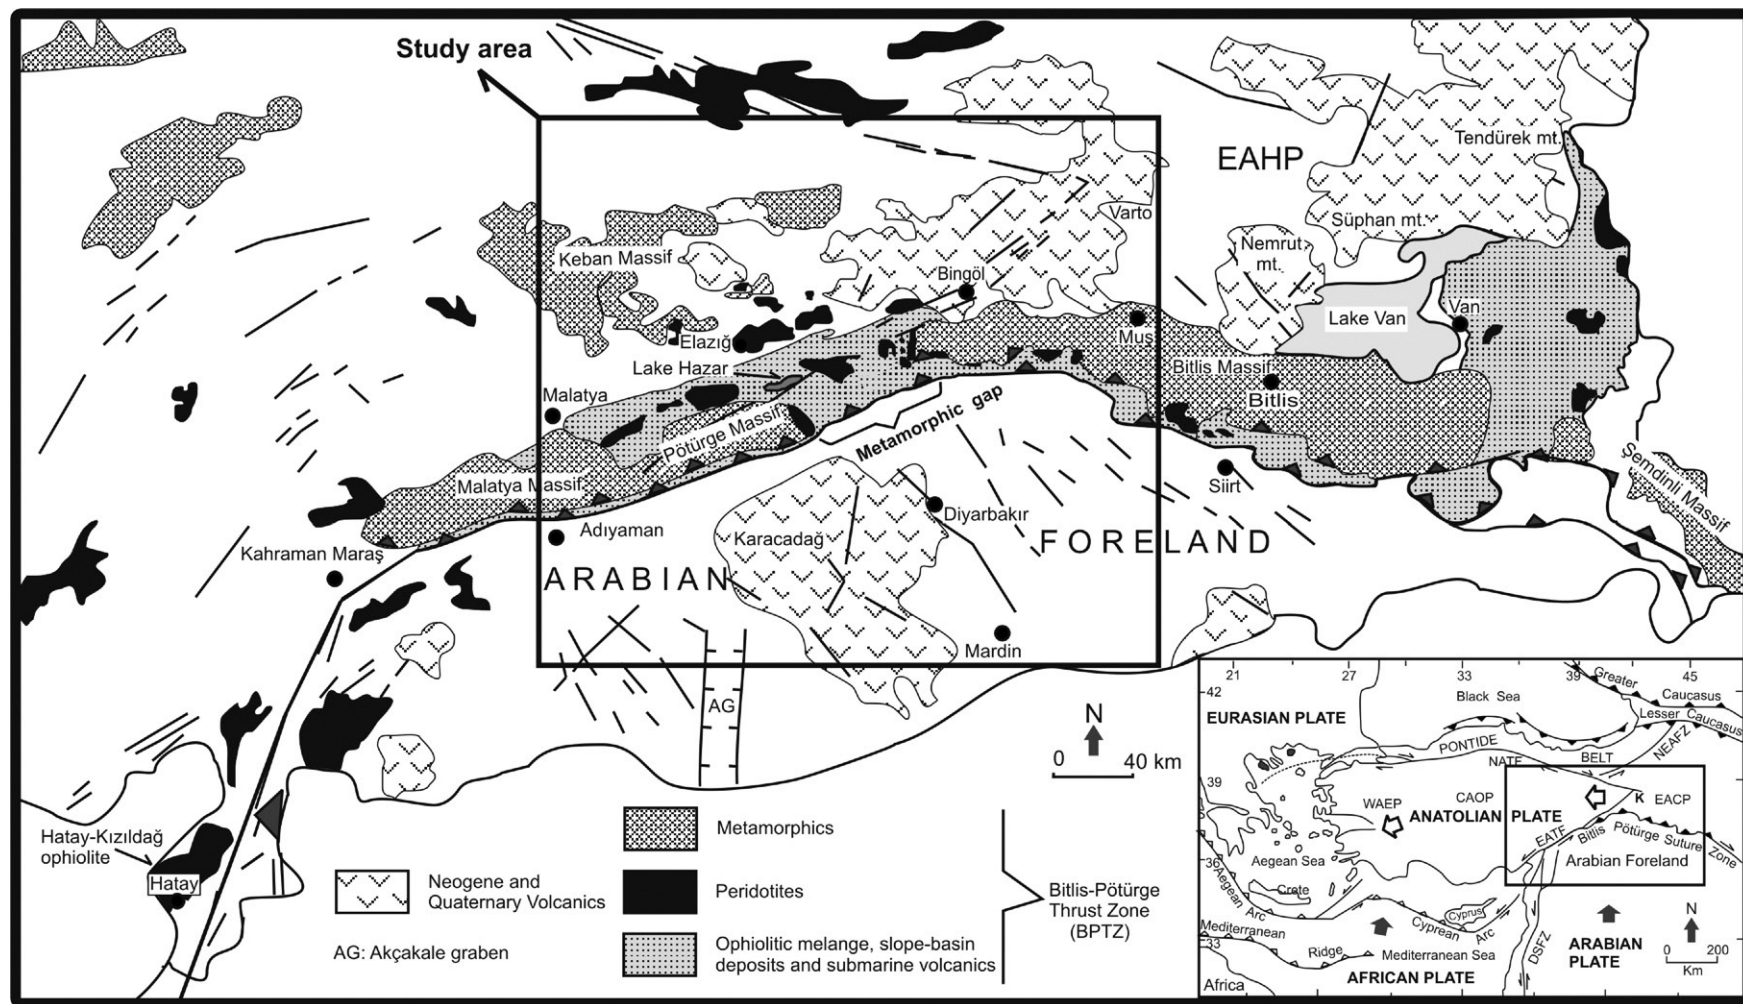 Study area
EAHP
Tendürek mt.
Varto
Süphan mt.
Nemrut
mt.
Keban Massif
Bingöl
Lake Van
Van
Mus
Elazığ
Lake Hazar
Bitlis Massif
Bitlis
Malatya
Pötürge Massif
Metamorphic gap
Malatya Massif
Siirt
Şemdinli Massif
Diyarbakır
Adıyaman
Karacadağ
FORELAND
Kahraman Maraş
ARABIAN
Mardin
AG
N
0 40 km
Hatay-Kızıldağ
ophiolite
Hatay
Neogene and
Quaternary Volcanics
AG: Akçakale graben
Metamorphics
Peridotites
Ophiolitic melange, slope-basin
deposits and submarine volcanics
Bitlis-Pötürge
Thrust Zone
(BPTZ)
21 27 33 39 45
42
39
36
33
Black Sea
Greater Caucasus
Lesser Caucasus
EURASIAN PLATE
PONTIDE BELT
NEAFZ
NATF
WAEP
CAOP
K EACP
ANATOLIAN PLATE
EATF
Bitlis Pötürge Suture Zone
Aegean Sea
Arabian Foreland
Crete
Aegean Arc
Cyprus
Cyprean Arc
Mediterranean Ridge
Mediterranean Sea
DSFZ
AFRICAN PLATE
ARABIAN
PLATE
Africa
N
0 200
Km